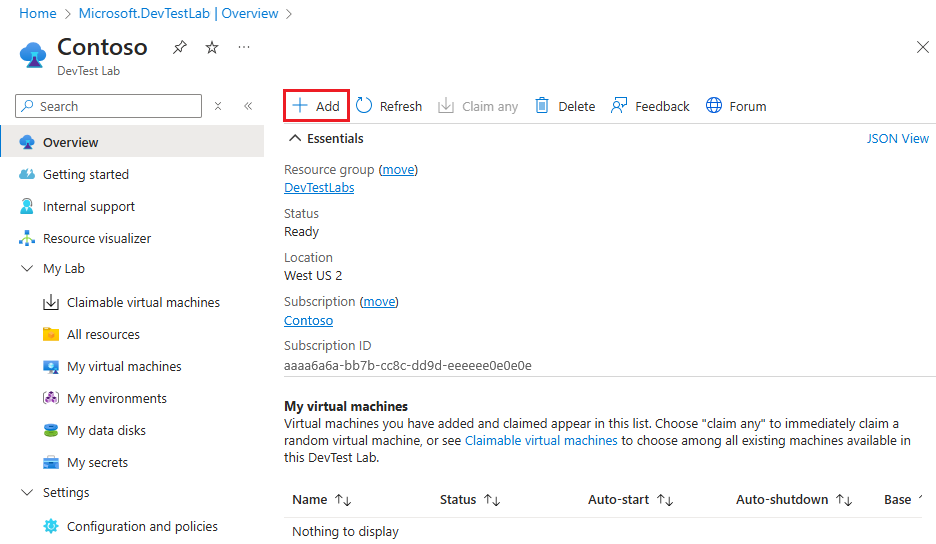 Home > Microsoft.DevTestLab | Overview >
Contoso
DevTest Lab
Search
Overview
Getting started
Internal support
Resource visualizer
My Lab
Claimable virtual machines
All resources
My virtual machines
My environments
My data disks
My secrets
Settings
Configuration and policies
Add Refresh Claim any Delete Feedback Forum
Essentials JSON View
Resource group (move)
DevTestLabs
Status
Ready
Location
West US 2
Subscription (move)
Contoso
Subscription ID
aaaa6a6a-bb7b-cc8c-dd9d-eeeeee0e0e0e
My virtual machines
Virtual machines you have added and claimed appear in this list. Choose "claim any" to immediately claim a
random virtual machine, or see Claimable virtual machines to choose among all existing machines available in
this DevTest Lab.
Name Status Auto-start Auto-shutdown Base
Nothing to display